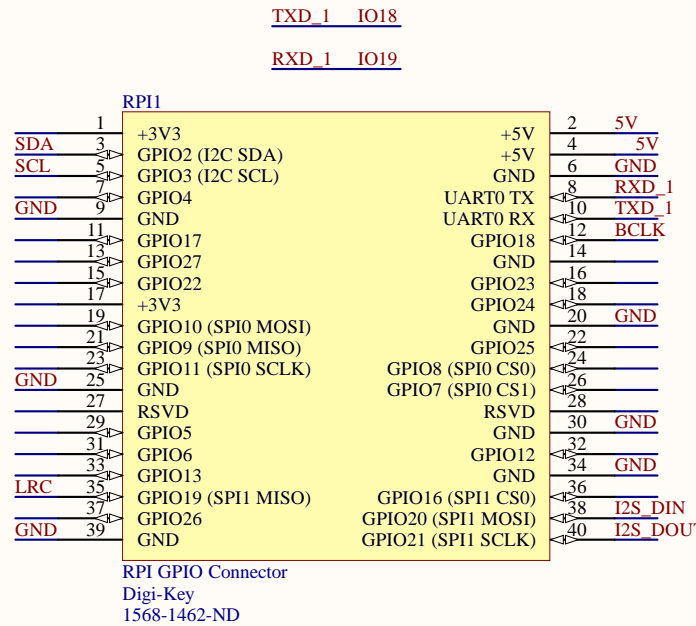 TXD_1 IO18
RXD_1 IO19
RPI1
1 +3V3 +5V 2 5V
SDA 3 GPIO2 (I2C SDA) +5V 4 5V
SCL 5 GPIO3 (I2C SCL) GND 6 GND
7 GPIO4 UART0 TX 8 RXD_1
GND 9 GND UART0 RX 10 TXD_1
11 GPIO17 GPIO18 12 BCLK
13 GPIO27 GND 14
15 GPIO22 GPIO23 16
17 +3V3 GPIO24 18
19 GPIO10 (SPI0 MOSI) GND 20 GND
21 GPIO9 (SPI0 MISO) GPIO25 22
23 GPIO11 (SPI0 SCLK) GPIO8 (SPI0 CS0) 24
GND 25 GND GPIO7 (SPI0 CS1) 26
27 RSVD RSVD 28
29 GPIO5 GND 30 GND
31 GPIO6 GPIO12 32
33 GPIO13 GND 34 GND
LRC 35 GPIO19 (SPI1 MISO) GPIO16 (SPI1 CS0) 36
37 GPIO26 GPIO20 (SPI1 MOSI) 38 I2S_DIN
GND 39 GND GPIO21 (SPI1 SCLK) 40 I2S_DOUT
RPI GPIO Connector
Digi-Key
1568-1462-ND